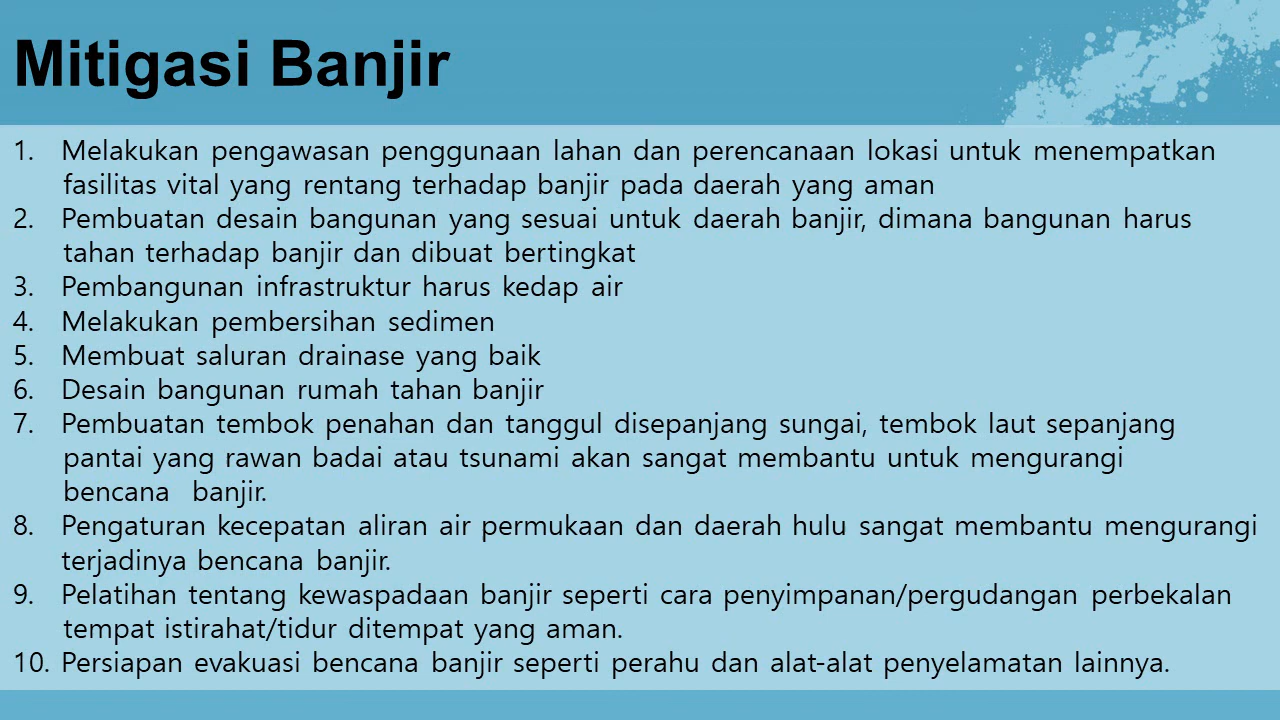 Mitigasi Banjir
1. Melakukan pengawasan penggunaan lahan dan perencanaan lokasi untuk menempatkan
fasilitas vital yang rentang terhadap banjir pada daerah yang aman
2. Pembuatan desain bangunan yang sesuai untuk daerah banjir, dimana bangunan harus
tahan terhadap banjir dan dibuat bertingkat
3. Pembangunan infrastruktur harus kedap air
4. Melakukan pembersihan sedimen
5. Membuat saluran drainase yang baik
6. Desain bangunan rumah tahan banjir
7. Pembuatan tembok penahan dan tanggul disepanjang sungai, tembok laut sepanjang
pantai yang rawan badai atau tsunami akan sangat membantu untuk mengurangi
bencana banjir.
8. Pengaturan kecepatan aliran air permukaan dan daerah hulu sangat membantu mengurangi
terjadinya bencana banjir.
9. Pelatihan tentang kewaspadaan banjir seperti cara penyimpanan/pergudangan perbekalan
tempat istirahat/tidur ditempat yang aman.
10. Persiapan evakuasi bencana banjir seperti perahu dan alat-alat penyelamatan lainnya.